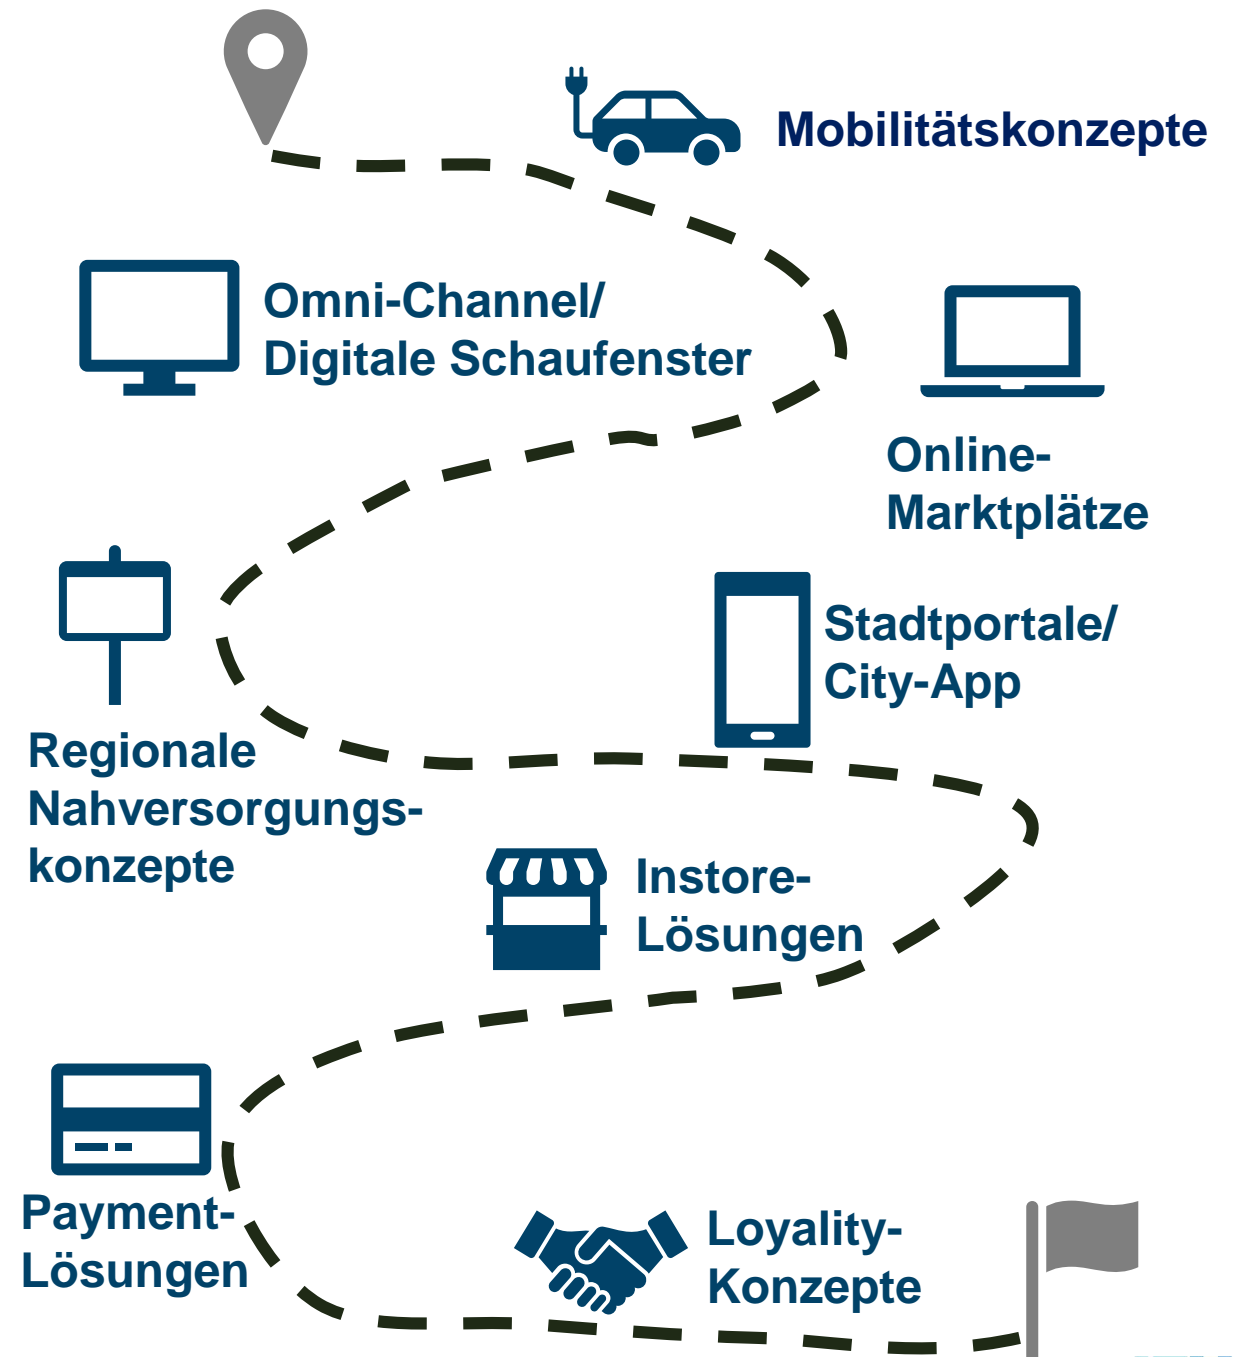 Mobilitätskonzepte
Omni-Channel/
Digitale Schaufenster
Online-
Marktplätze
Stadtportale/
City-App
Regionale
Nahversorgungs-
konzepte
Instore-
Lösungen
Payment-
Lösungen
Loyality-
Konzepte